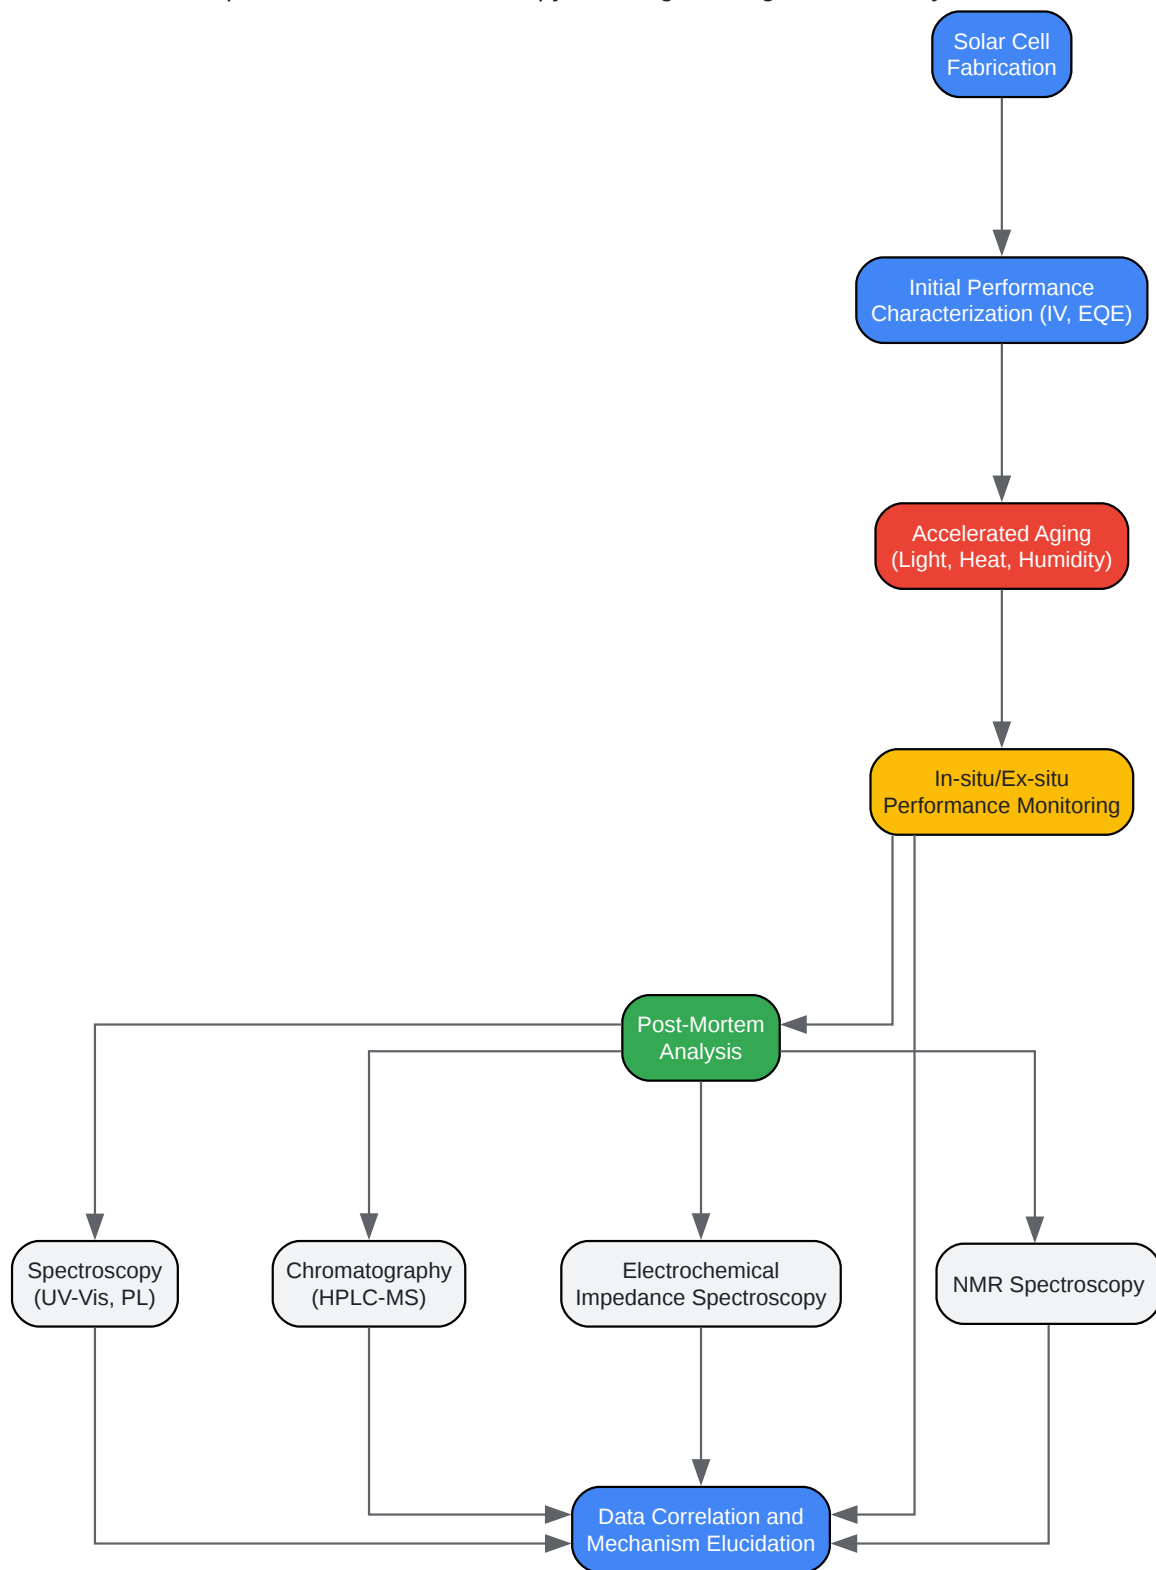 Solar Cell
Fabrication
Initial Performance
Characterization (IV, EQE)
Accelerated Aging
(Light, Heat, Humidity)
In-situ/Ex-situ
Performance Monitoring
Post-Mortem
Analysis
Spectroscopy
(UV-Vis, PL)
Chromatography
(HPLC-MS)
Electrochemical
Impedance Spectroscopy
NMR Spectroscopy
Data Correlation and
Mechanism Elucidation